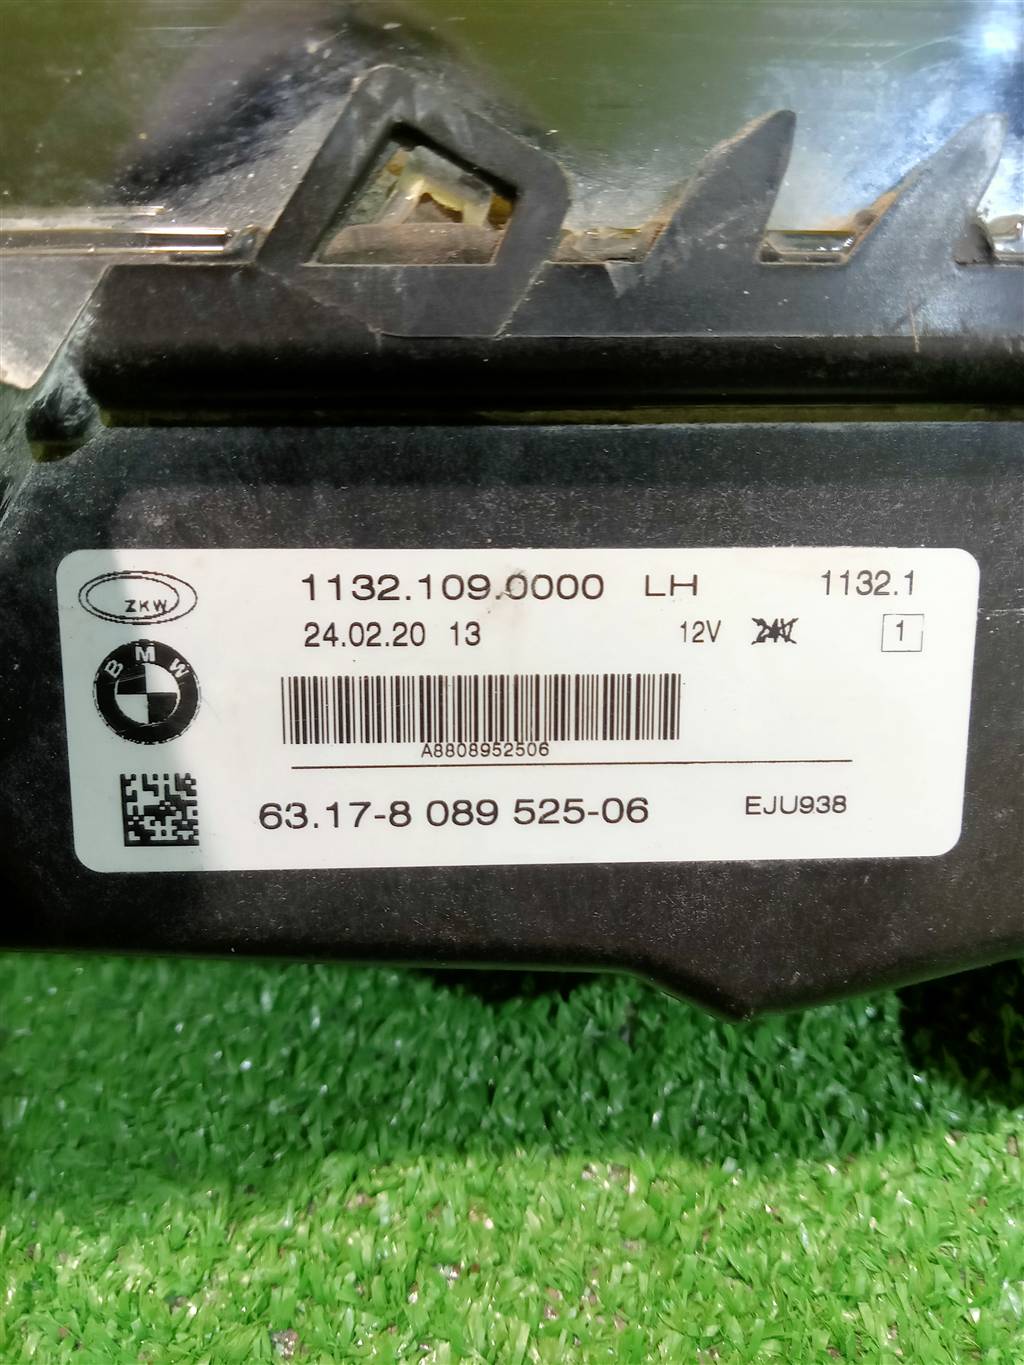 ZKW
1132.109.0000 LH 1132.1
24.02.20 13 12V 24V 1
BMW
A8808952506
63.17-8 089 525-06 EJU938